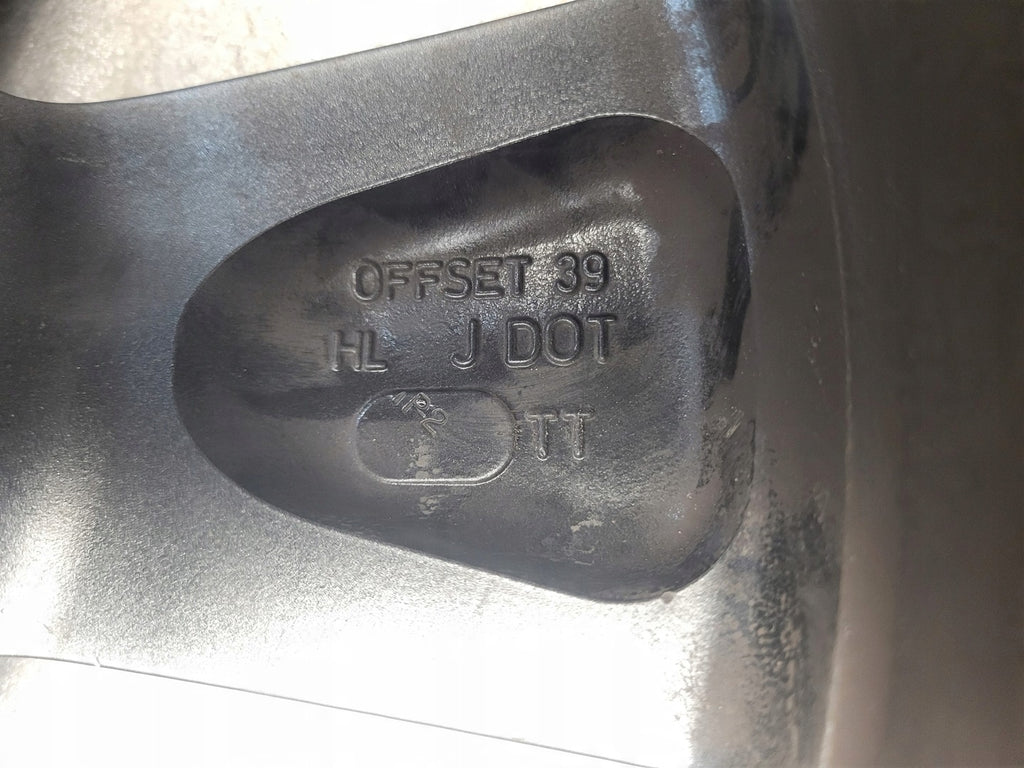 OFFSET 39
HL J DOT
TT